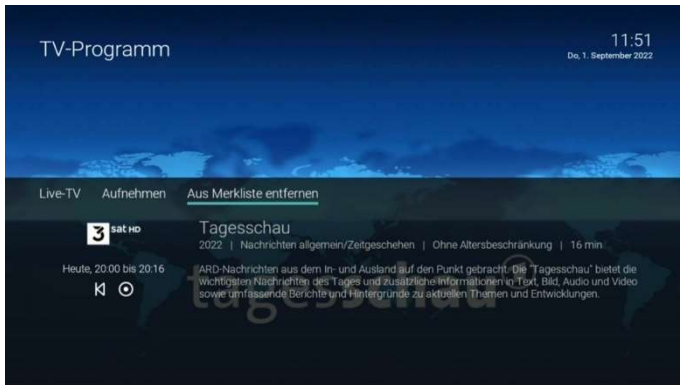 TV-Programm
11:51
Do, 1. September 2022
Live-TV Aufnehmen Aus Merkliste entfernen
3 sat HD
Tagesschau
2022 | Nachrichten allgemein/Zeitgeschehen | Ohne Altersbeschränkung | 16 min
Heute, 20:00 bis 20:16
ARD-Nachrichten aus dem In- und Ausland auf den Punkt gebracht. Die "Tagesschau" bietet die
wichtigsten Nachrichten des Tages und zusätzliche Informationen in Text, Bild, Audio und Video
sowie umfassende Berichte und Hintergründe zu aktuellen Themen und Entwicklungen.
tagesschau